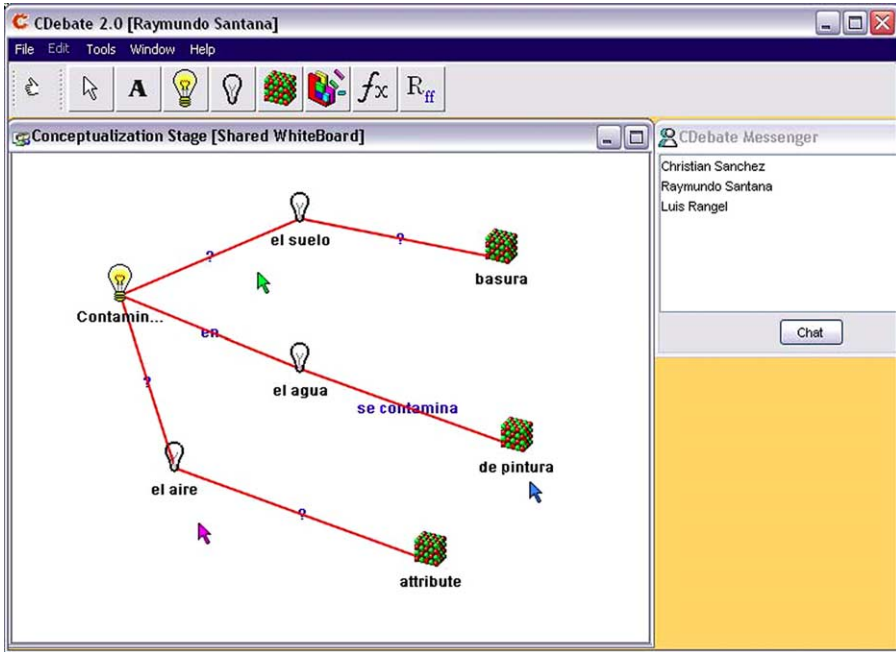 CDebate 2.0 [Raymundo Santana]
File Edit Tools Window Help
A fx Rff
Conceptualization Stage [Shared WhiteBoard]
CDebate Messenger
Christian Sanchez
Raymundo Santana
Luis Rangel
Chat
el suelo
?
?
basura
Contamin...
en
el agua
?
se contamina
de pintura
el aire
?
attribute